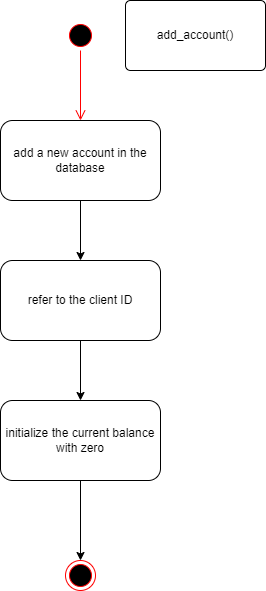 add_account()
add a new account in the
database
refer to the client ID
initialize the current balance
with zero